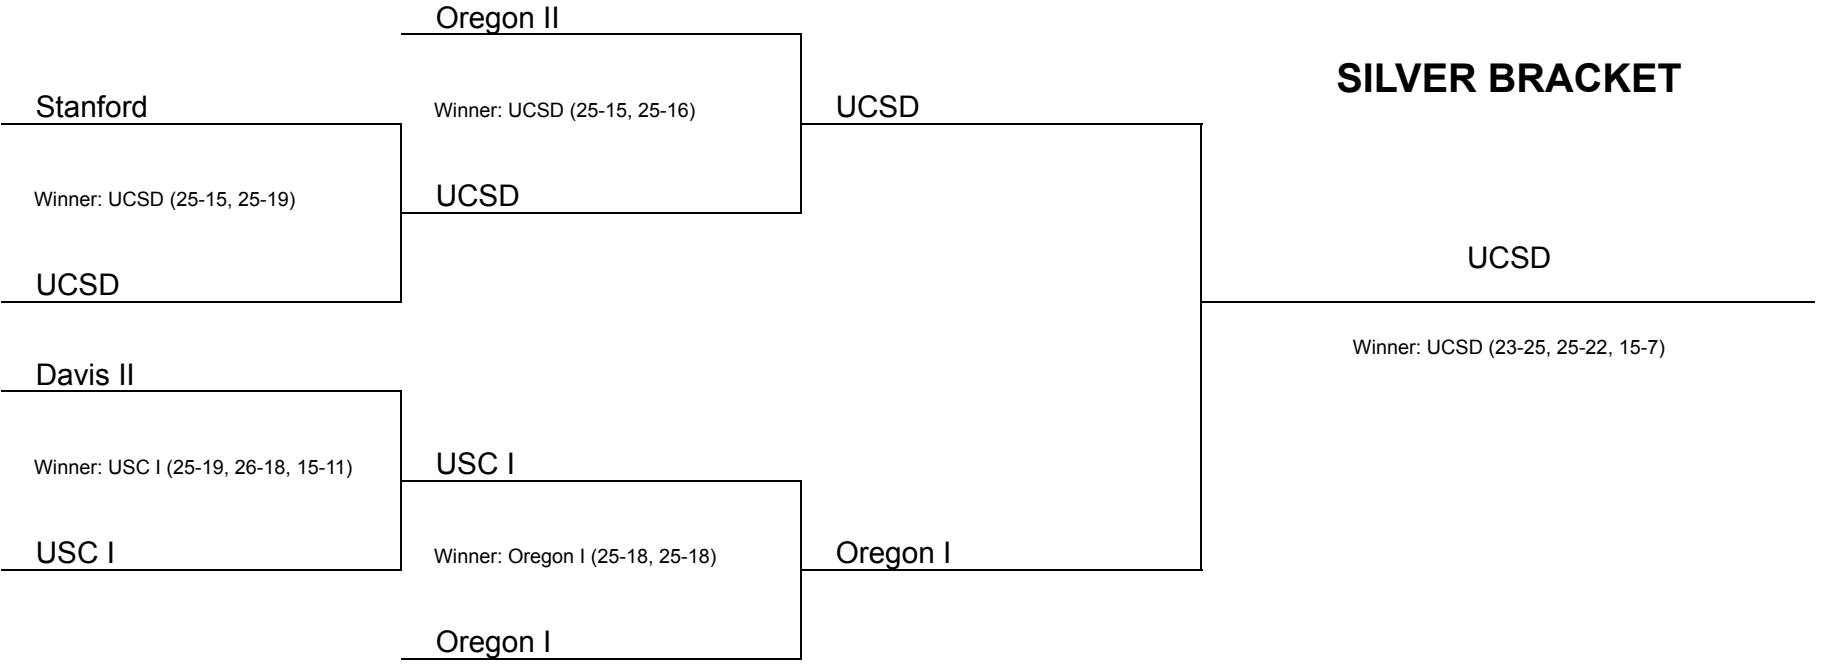 Oregon II
SILVER BRACKET
Stanford
Winner: UCSD (25-15, 25-16)
UCSD
Winner: UCSD (25-15, 25-19)
UCSD
UCSD
UCSD
Winner: UCSD (23-25, 25-22, 15-7)
Davis II
Winner: USC I (25-19, 26-18, 15-11)
USC I
USC I
Winner: Oregon I (25-18, 25-18)
Oregon I
Oregon I